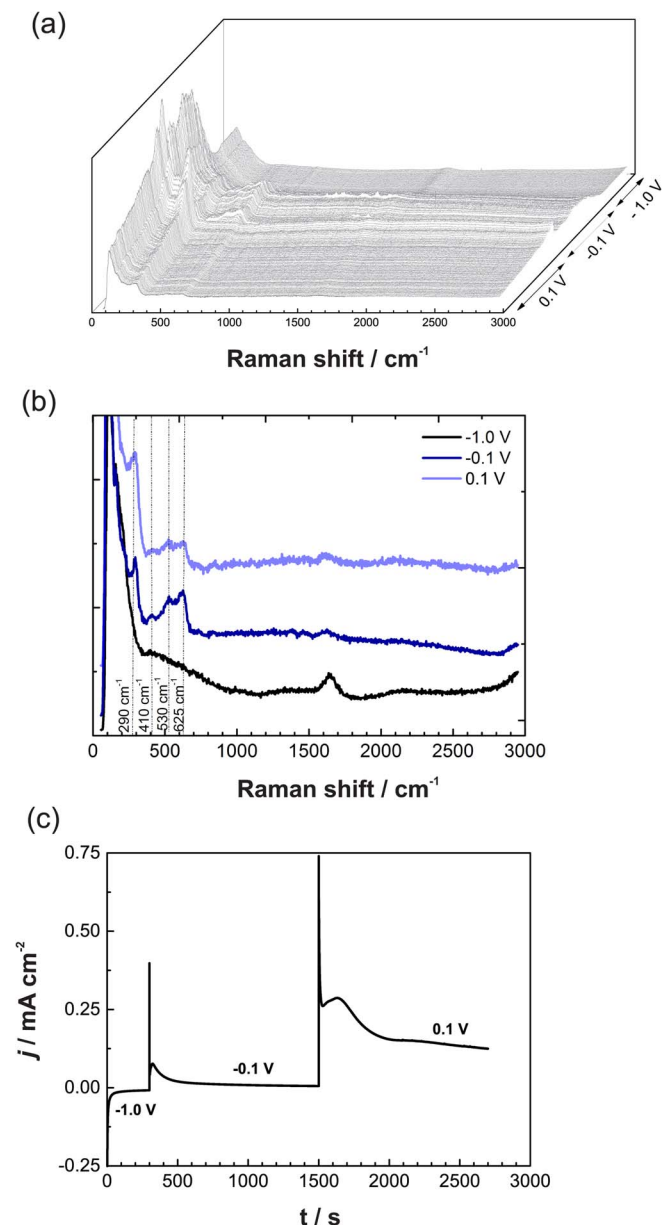 (a)
-1.0 V
-0.1 V
0.1 V
0 500 1000 1500 2000 2500 3000
Raman shift / cm⁻¹
(b)
-1.0 V
-0.1 V
0.1 V
290 cm⁻¹
410 cm⁻¹
530 cm⁻¹
625 cm⁻¹
0 500 1000 1500 2000 2500 3000
Raman shift / cm⁻¹
(c)
j / mA cm⁻²
0.75
0.50
0.25
0.00
-0.25
-1.0 V
-0.1 V
0.1 V
0 500 1000 1500 2000 2500 3000
t / s